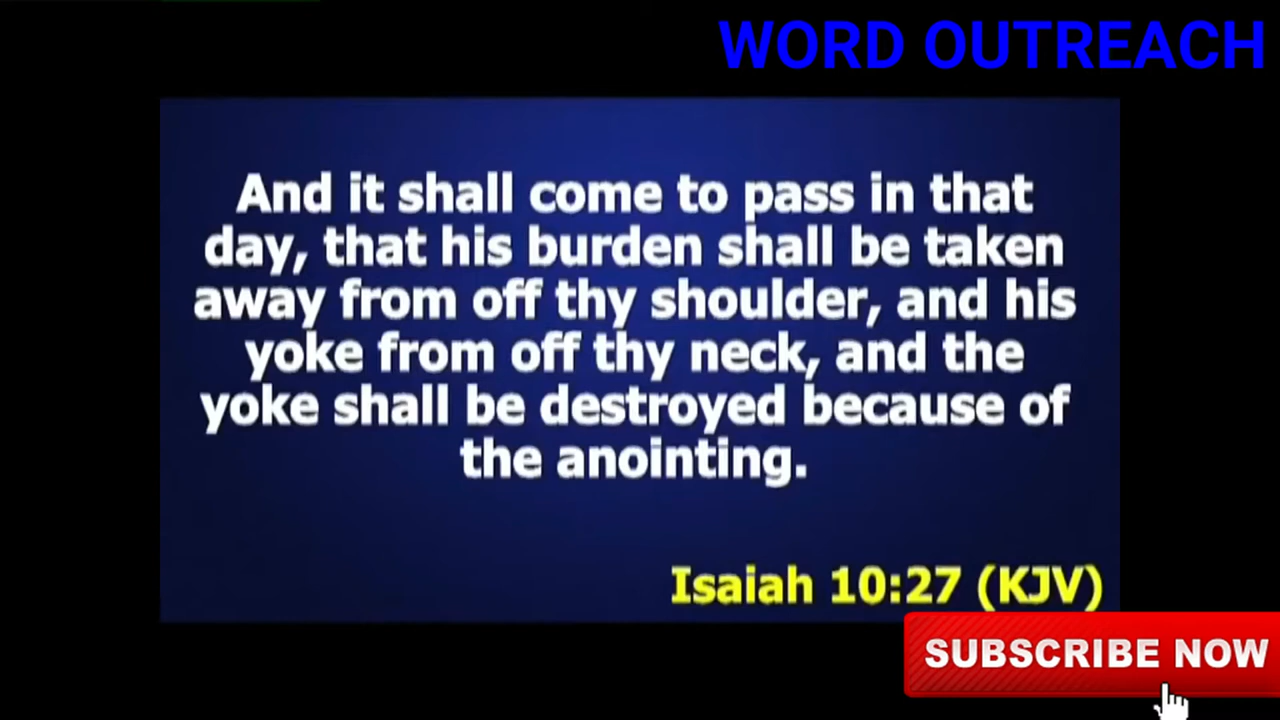 WORD OUTREACH
And it shall come to pass in that
day, that his burden shall be taken
away from off thy shoulder, and his
yoke from off thy neck, and the
yoke shall be destroyed because of
the anointing.
Isaiah 10:27 (KJV)
SUBSCRIBE NOW